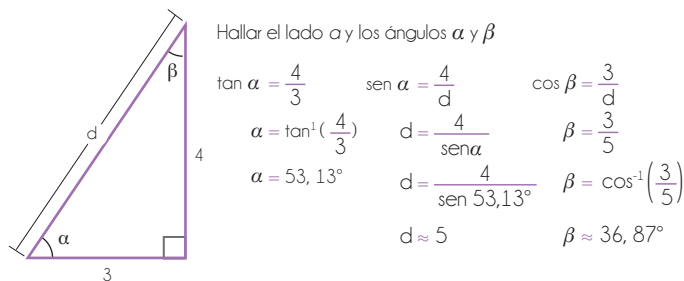 Hallar el lado a y los ángulos α y β
β
d
4
α
3
tan α = 4/3
α = tan¹ (4/3)
α = 53, 13°
sen α = 4/d
d = 4/senα
d = 4/sen 53,13°
d ≈ 5
cos β = 3/d
β = 3/5
β = cos⁻¹(3/5)
β ≈ 36, 87°